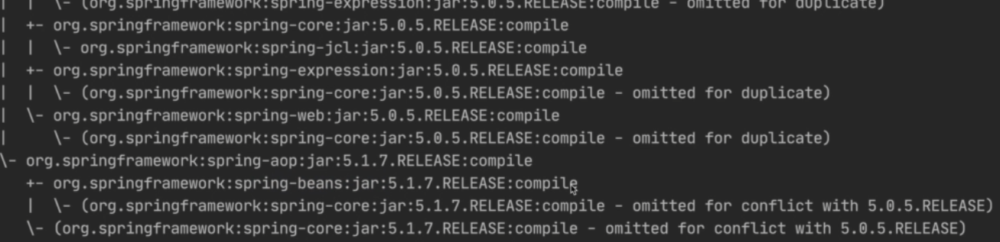 | | \- (org.springframework:spring-expression:jar:5.0.5.RELEASE:compile - omitted for duplicate)
| +- org.springframework:spring-core:jar:5.0.5.RELEASE:compile
| | \- org.springframework:spring-jcl:jar:5.0.5.RELEASE:compile
| +- org.springframework:spring-expression:jar:5.0.5.RELEASE:compile
| | \- (org.springframework:spring-core:jar:5.0.5.RELEASE:compile - omitted for duplicate)
| \- org.springframework:spring-web:jar:5.0.5.RELEASE:compile
|    \- (org.springframework:spring-core:jar:5.0.5.RELEASE:compile - omitted for duplicate)
\- org.springframework:spring-aop:jar:5.1.7.RELEASE:compile
   +- org.springframework:spring-beans:jar:5.1.7.RELEASE:compile
   | \- (org.springframework:spring-core:jar:5.1.7.RELEASE:compile - omitted for conflict with 5.0.5.RELEASE)
   \- (org.springframework:spring-core:jar:5.1.7.RELEASE:compile - omitted for conflict with 5.0.5.RELEASE)